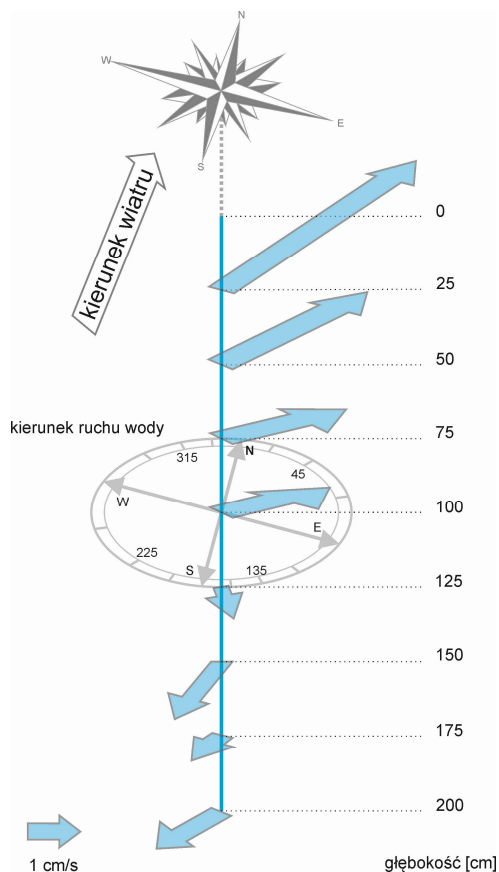 N
W
E
S
kierunek wiatru
0
25
50
kierunek ruchu wody
75
315
N
45
W
100
E
225
S
135
125
150
175
200
1 cm/s
głębokość [cm]